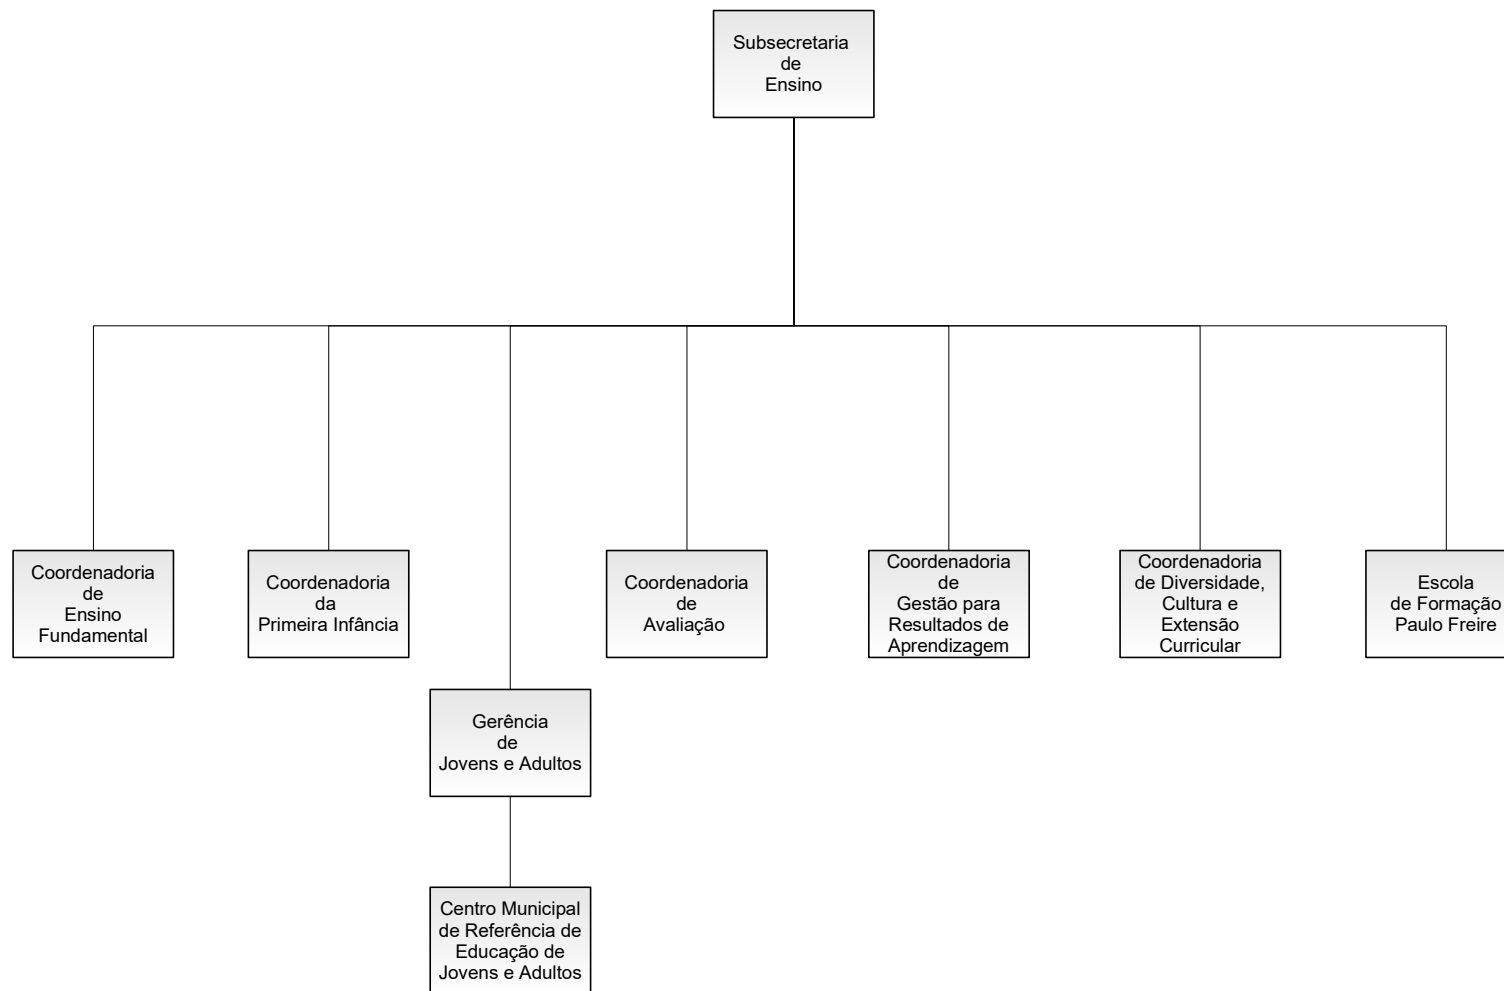 Subsecretaria
de
Ensino
Coordenadoria
de
Ensino
Fundamental
Coordenadoria
da
Primeira Infância
Coordenadoria
de
Avaliação
Coordenadoria
de
Gestão para
Resultados de
Aprendizagem
Coordenadoria
de Diversidade,
Cultura e
Extensão
Curricular
Escola
de Formação
Paulo Freire
Gerência
de
Jovens e Adultos
Centro Municipal
de Referência de
Educação de
Jovens e Adultos